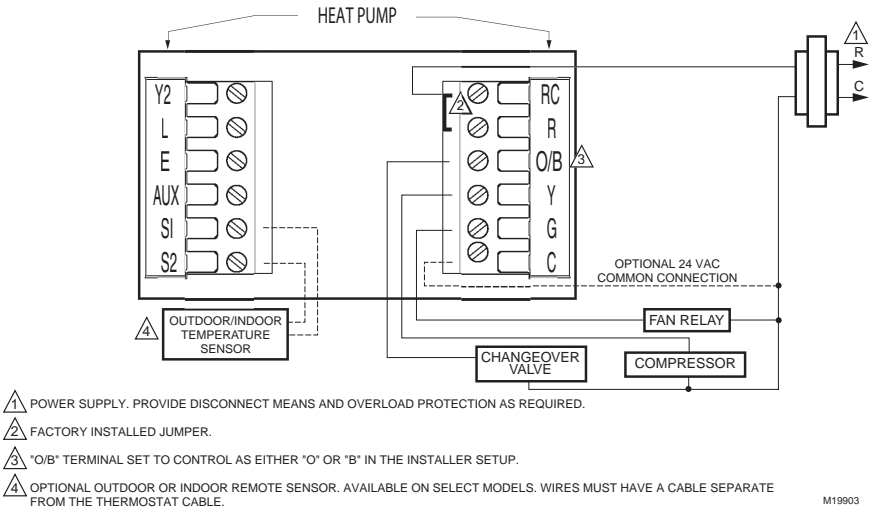 HEAT PUMP
1
R
C
Y2
L
E
AUX
SI
S2
2
RC
R
O/B
3
Y
G
C
OPTIONAL 24 VAC
COMMON CONNECTION
4
OUTDOOR/INDOOR
TEMPERATURE
SENSOR
FAN RELAY
CHANGEOVER
VALVE
COMPRESSOR
1 POWER SUPPLY. PROVIDE DISCONNECT MEANS AND OVERLOAD PROTECTION AS REQUIRED.
2 FACTORY INSTALLED JUMPER.
3 "O/B" TERMINAL SET TO CONTROL AS EITHER "O" OR "B" IN THE INSTALLER SETUP.
4 OPTIONAL OUTDOOR OR INDOOR REMOTE SENSOR. AVAILABLE ON SELECT MODELS. WIRES MUST HAVE A CABLE SEPARATE
FROM THE THERMOSTAT CABLE.
M19903